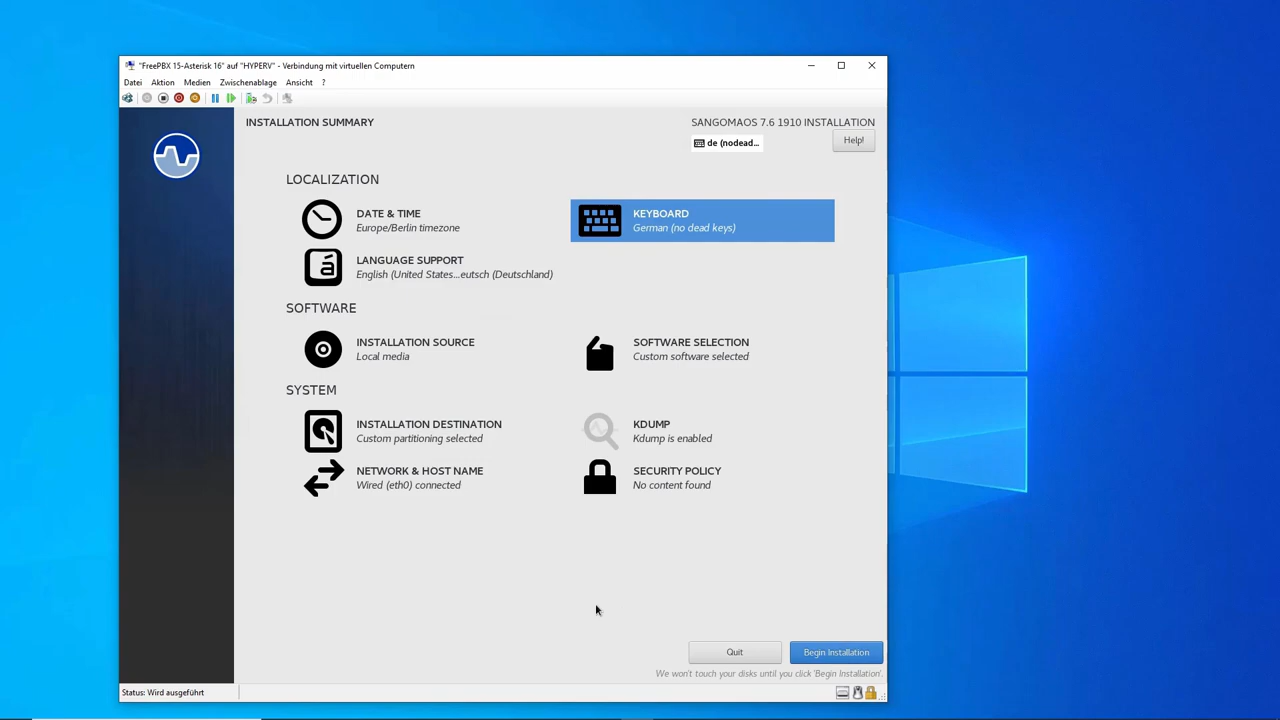 "FreePBX 15-Asterisk 16" auf "HYPERV" - Verbindung mit virtuellen Computern
Datei Aktion Medien Zwischenablage Ansicht ?
INSTALLATION SUMMARY
SANGOMAOS 7.6 1910 INSTALLATION
de (nodead...
Help!
LOCALIZATION
DATE & TIME
Europe/Berlin timezone
KEYBOARD
German (no dead keys)
LANGUAGE SUPPORT
English (United States...eutsch (Deutschland)
SOFTWARE
INSTALLATION SOURCE
Local media
SOFTWARE SELECTION
Custom software selected
SYSTEM
INSTALLATION DESTINATION
Custom partitioning selected
KDUMP
Kdump is enabled
NETWORK & HOST NAME
Wired (eth0) connected
SECURITY POLICY
No content found
Quit
Begin Installation
We won't touch your disks until you click 'Begin Installation'.
Status: Wird ausgeführt